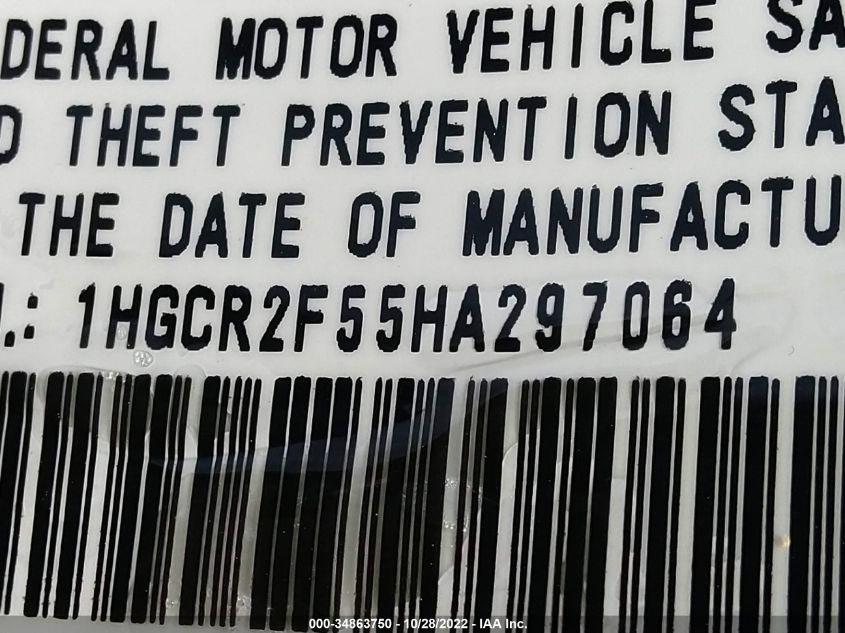 DERAL MOTOR VEHICLE SA
D THEFT PREVENTION STA
THE DATE OF MANUFACTU
.: 1HGCR2F55HA297064
000-34863750 - 10/28/2022 - IAA Inc.